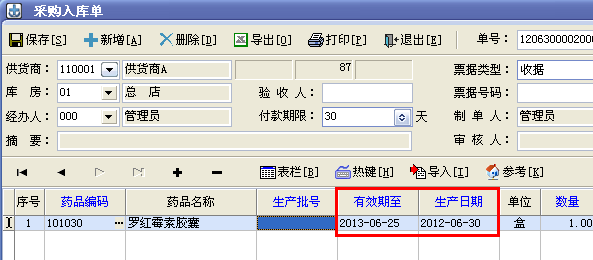 采购入库单
保存[S] 新增[A] 删除[D] 导出[O] 打印[P] 退出[E] 单号： 12063000200
供货商： 110001 供货商A 87 票据类型： 收据
库 房： 01 总 店 验 收 人： 票据号码：
经办人： 000 管理员 付款期限： 30 天 制 单 人： 管理员
摘 要： 审 核 人：
表栏[B] 热键[H] 导入[I] 参考[K]
序号 药品编码 药品名称 生产批号 有效期至 生产日期 单位 数量
1 101030 罗红霉素胶囊 2013-06-25 2012-06-30 盒 1.00